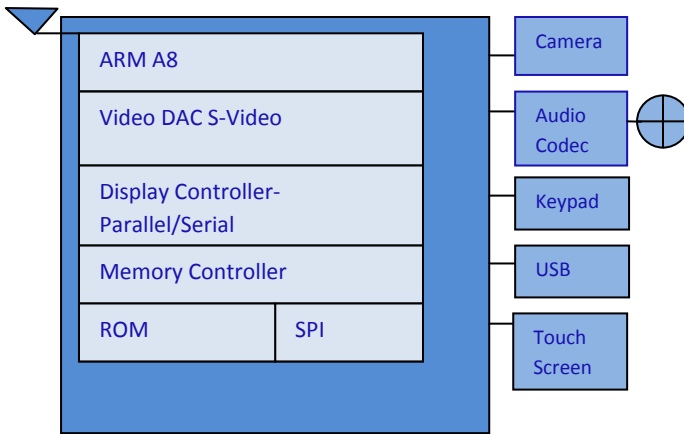 ARM A8
Video DAC S-Video
Display Controller-
Parallel/Serial
Memory Controller
ROM
SPI
Camera
Audio
Codec
Keypad
USB
Touch
Screen